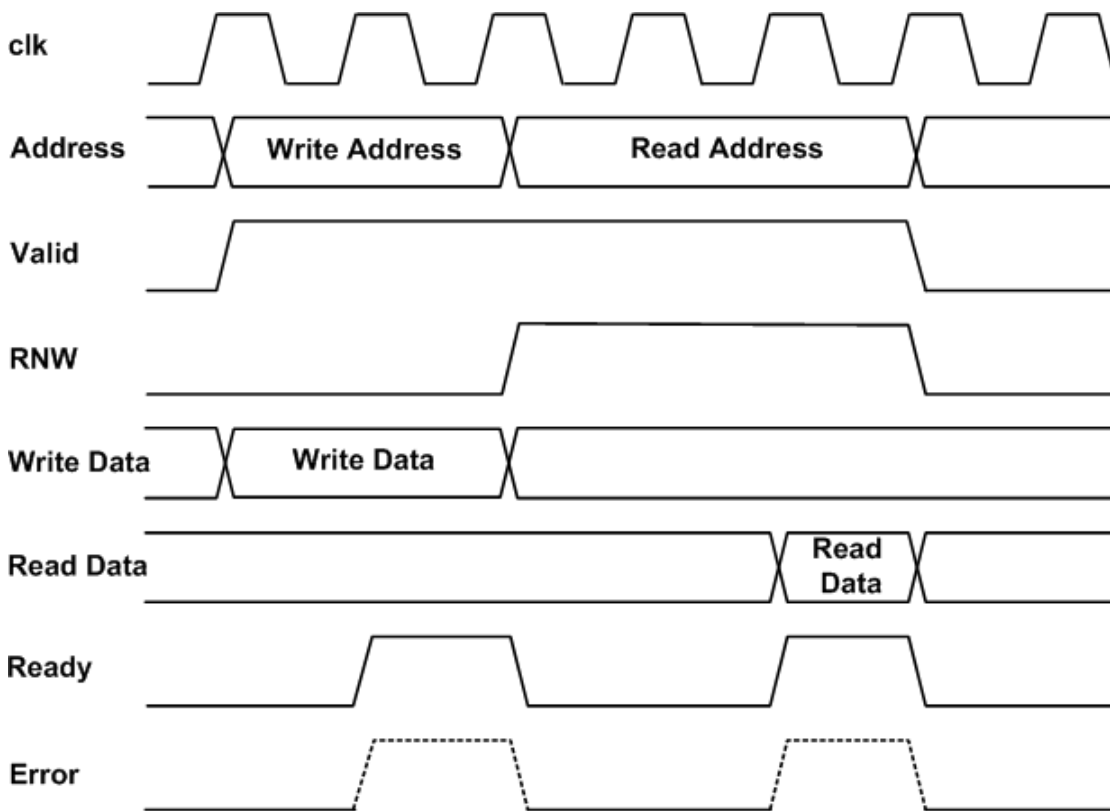 clk
Address
Write Address
Read Address
Valid
RNW
Write Data
Write Data
Read Data
Read
Data
Ready
Error